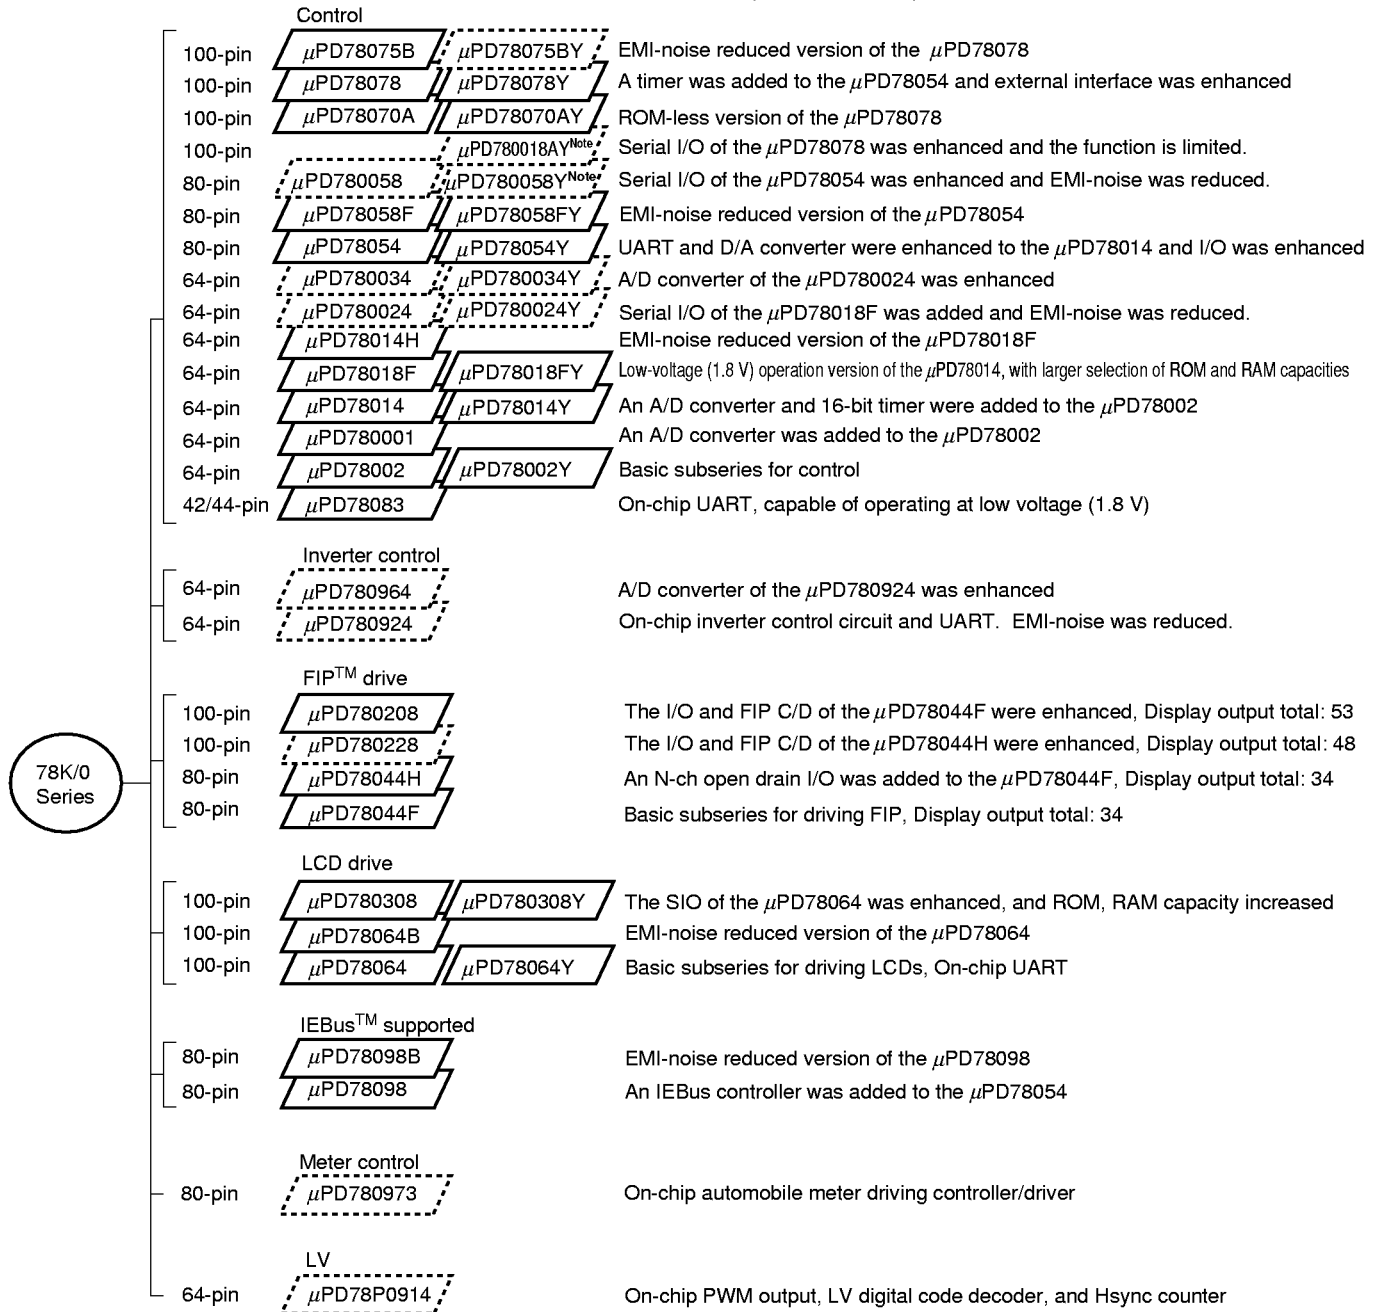 Control
100-pin μPD78075B μPD78075BY EMI-noise reduced version of the μPD78078
100-pin μPD78078 μPD78078Y A timer was added to the μPD78054 and external interface was enhanced
100-pin μPD78070A μPD78070AY ROM-less version of the μPD78078
100-pin μPD780018AY Note Serial I/O of the μPD78078 was enhanced and the function is limited.
80-pin μPD780058 μPD780058Y Note Serial I/O of the μPD78054 was enhanced and EMI-noise was reduced.
80-pin μPD78058F μPD78058FY EMI-noise reduced version of the μPD78054
80-pin μPD78054 μPD78054Y UART and D/A converter were enhanced to the μPD78014 and I/O was enhanced
64-pin μPD780034 μPD780034Y A/D converter of the μPD780024 was enhanced
64-pin μPD780024 μPD780024Y Serial I/O of the μPD78018F was added and EMI-noise was reduced.
64-pin μPD78014H EMI-noise reduced version of the μPD78018F
64-pin μPD78018F μPD78018FY Low-voltage (1.8 V) operation version of the μPD78014, with larger selection of ROM and RAM capacities
64-pin μPD78014 μPD78014Y An A/D converter and 16-bit timer were added to the μPD78002
64-pin μPD780001 An A/D converter was added to the μPD78002
64-pin μPD78002 μPD78002Y Basic subseries for control
42/44-pin μPD78083 On-chip UART, capable of operating at low voltage (1.8 V)
Inverter control
64-pin μPD780964 A/D converter of the μPD780924 was enhanced
64-pin μPD780924 On-chip inverter control circuit and UART. EMI-noise was reduced.
FIP™ drive
100-pin μPD780208 The I/O and FIP C/D of the μPD78044F were enhanced, Display output total: 53
100-pin μPD780228 The I/O and FIP C/D of the μPD78044H were enhanced, Display output total: 48
78K/0
Series
80-pin μPD78044H An N-ch open drain I/O was added to the μPD78044F, Display output total: 34
80-pin μPD78044F Basic subseries for driving FIP, Display output total: 34
LCD drive
100-pin μPD780308 μPD780308Y The SIO of the μPD78064 was enhanced, and ROM, RAM capacity increased
100-pin μPD78064B EMI-noise reduced version of the μPD78064
100-pin μPD78064 μPD78064Y Basic subseries for driving LCDs, On-chip UART
IEBus™ supported
80-pin μPD78098B EMI-noise reduced version of the μPD78098
80-pin μPD78098 An IEBus controller was added to the μPD78054
Meter control
80-pin μPD780973 On-chip automobile meter driving controller/driver
LV
64-pin μPD78P0914 On-chip PWM output, LV digital code decoder, and Hsync counter